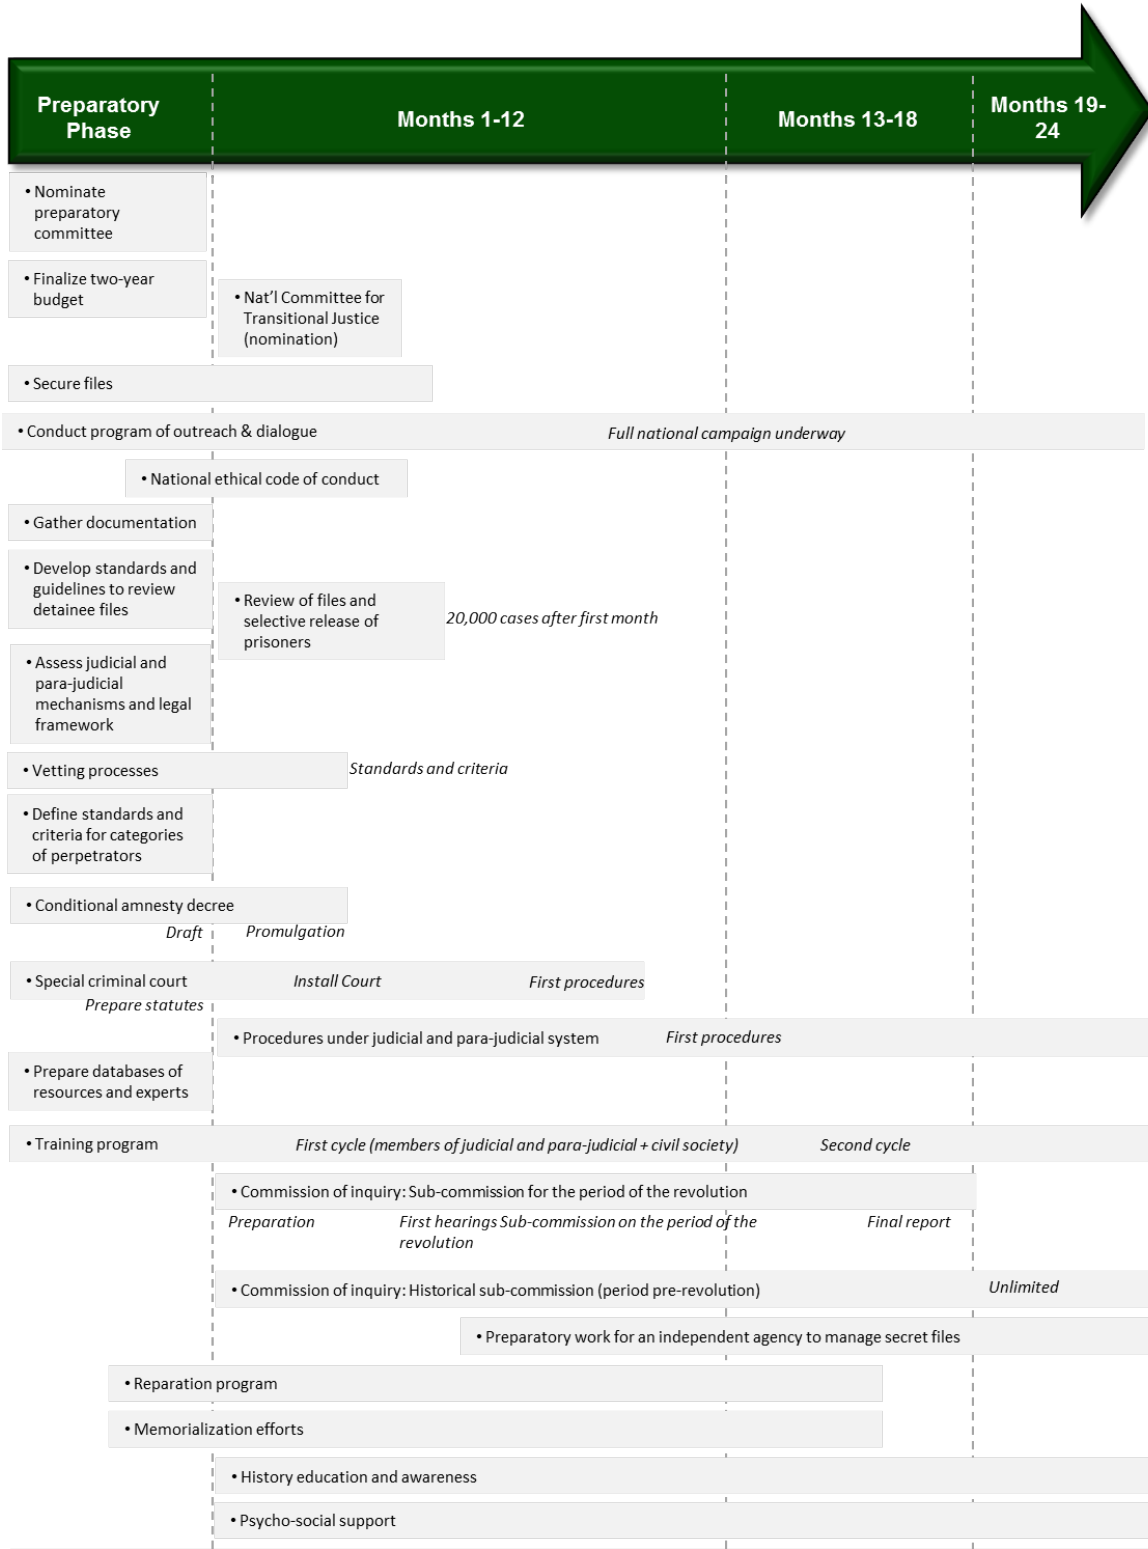 Preparatory
Phase
Months 1-12
Months 13-18
Months 19-
24
• Nominate
preparatory
committee
• Finalize two-year
budget
• Nat'l Committee for
Transitional Justice
(nomination)
• Secure files
• Conduct program of outreach & dialogue
Full national campaign underway
• National ethical code of conduct
• Gather documentation
• Develop standards and
guidelines to review
detainee files
• Review of files and
selective release of
prisoners
20,000 cases after first month
• Assess judicial and
para-judicial
mechanisms and legal
framework
• Vetting processes
Standards and criteria
• Define standards and
criteria for categories
of perpetrators
• Conditional amnesty decree
Draft
Promulgation
• Special criminal court
Install Court
First procedures
Prepare statutes
• Procedures under judicial and para-judicial system
First procedures
• Prepare databases of
resources and experts
• Training program
First cycle (members of judicial and para-judicial + civil society)
Second cycle
• Commission of inquiry: Sub-commission for the period of the revolution
Preparation
First hearings Sub-commission on the period of the
revolution
Final report
• Commission of inquiry: Historical sub-commission (period pre-revolution)
Unlimited
• Preparatory work for an independent agency to manage secret files
• Reparation program
• Memorialization efforts
• History education and awareness
• Psycho-social support